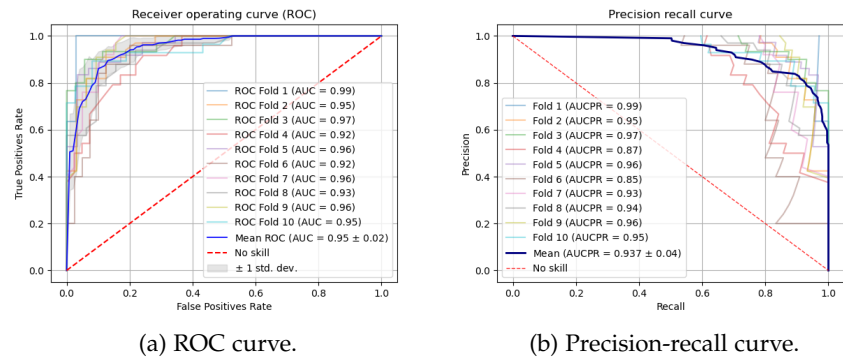 Receiver operating curve (ROC)
1.0
0.8
0.6
0.4
0.2
0.0
True Positives Rate
ROC Fold 1 (AUC = 0.99)
ROC Fold 2 (AUC = 0.95)
ROC Fold 3 (AUC = 0.97)
ROC Fold 4 (AUC = 0.92)
ROC Fold 5 (AUC = 0.96)
ROC Fold 6 (AUC = 0.92)
ROC Fold 7 (AUC = 0.96)
ROC Fold 8 (AUC = 0.93)
ROC Fold 9 (AUC = 0.96)
ROC Fold 10 (AUC = 0.95)
Mean ROC (AUC = 0.95 ± 0.02)
No skill
± 1 std. dev.
0.0 0.2 0.4 0.6 0.8 1.0
False Positives Rate
(a) ROC curve.
Precision recall curve
1.0
0.8
0.6
0.4
0.2
0.0
Precision
Fold 1 (AUCPR = 0.99)
Fold 2 (AUCPR = 0.95)
Fold 3 (AUCPR = 0.97)
Fold 4 (AUCPR = 0.87)
Fold 5 (AUCPR = 0.96)
Fold 6 (AUCPR = 0.85)
Fold 7 (AUCPR = 0.93)
Fold 8 (AUCPR = 0.94)
Fold 9 (AUCPR = 0.96)
Fold 10 (AUCPR = 0.95)
Mean (AUCPR = 0.937 ± 0.04)
No skill
0.0 0.2 0.4 0.6 0.8 1.0
Recall
(b) Precision-recall curve.